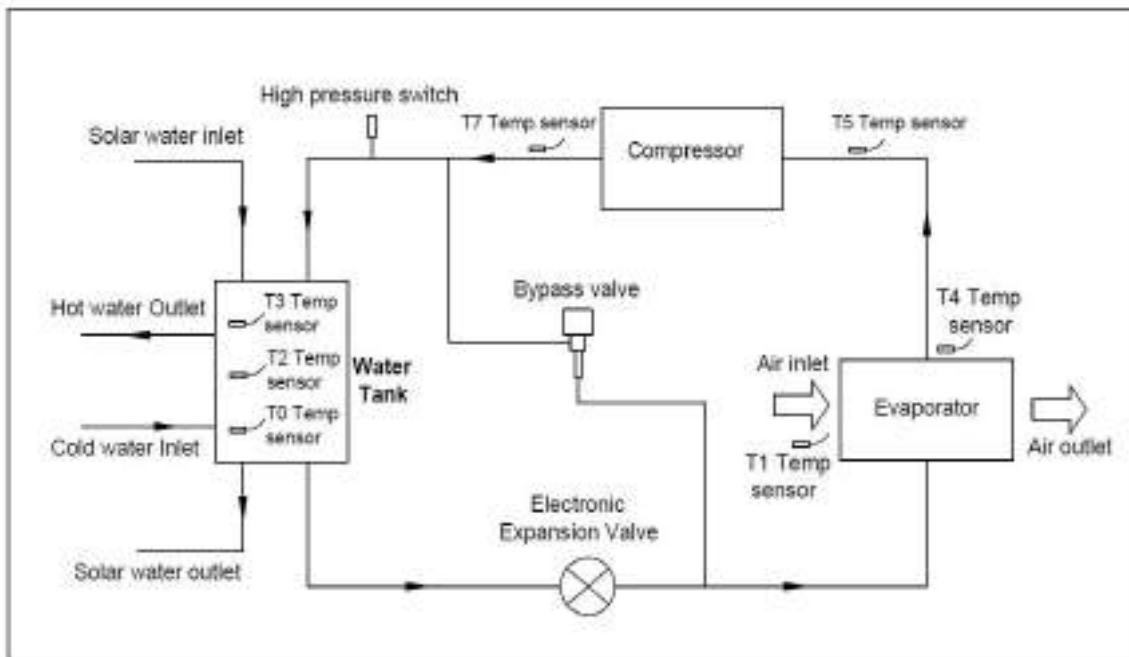 High pressure switch
Solar water inlet
T7 Temp sensor
Compressor
T5 Temp sensor
Hot water Outlet
T3 Temp
sensor
T2 Temp
sensor
Water
Tank
T0 Temp
sensor
Cold water Inlet
Solar water outlet
Bypass valve
Electronic
Expansion Valve
T4 Temp
sensor
Air inlet
Evaporator
Air outlet
T1 Temp
sensor